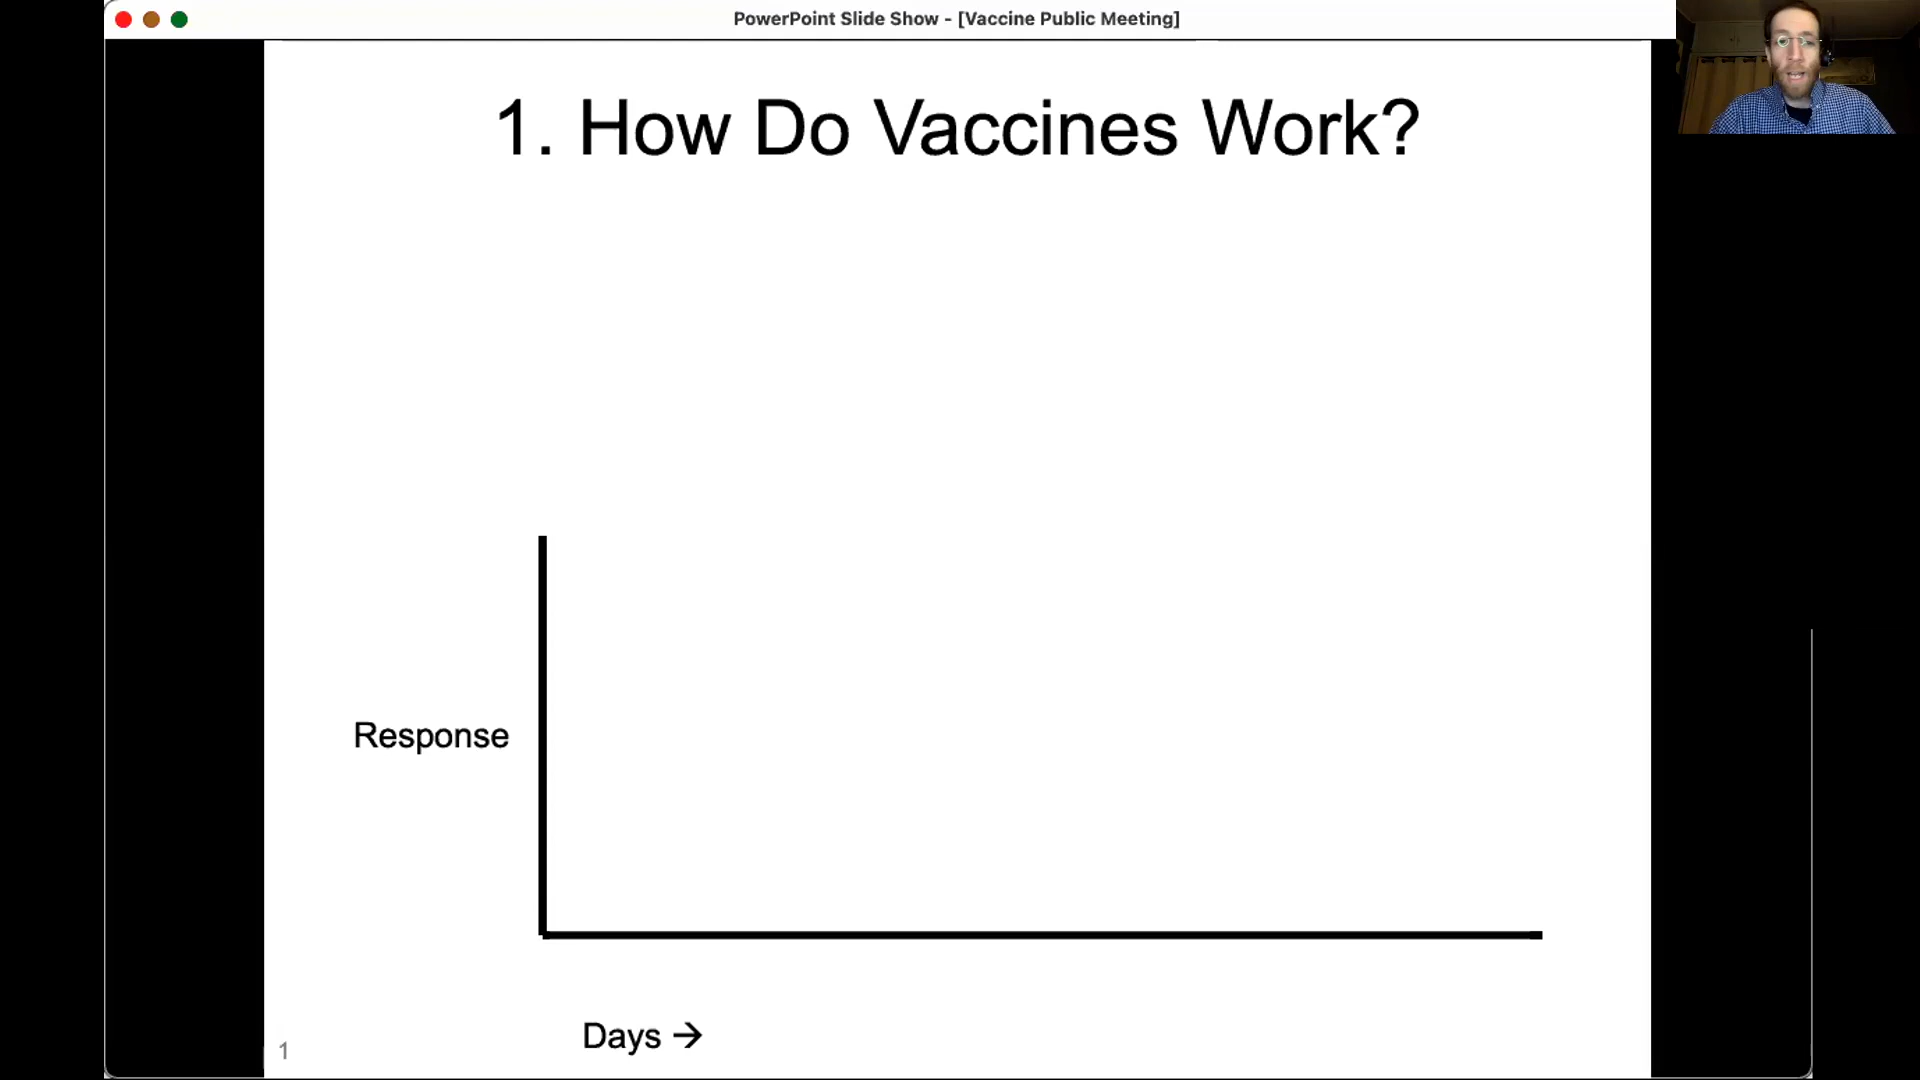 PowerPoint Slide Show - [Vaccine Public Meeting]
1. How Do Vaccines Work?
Response
Days →
1